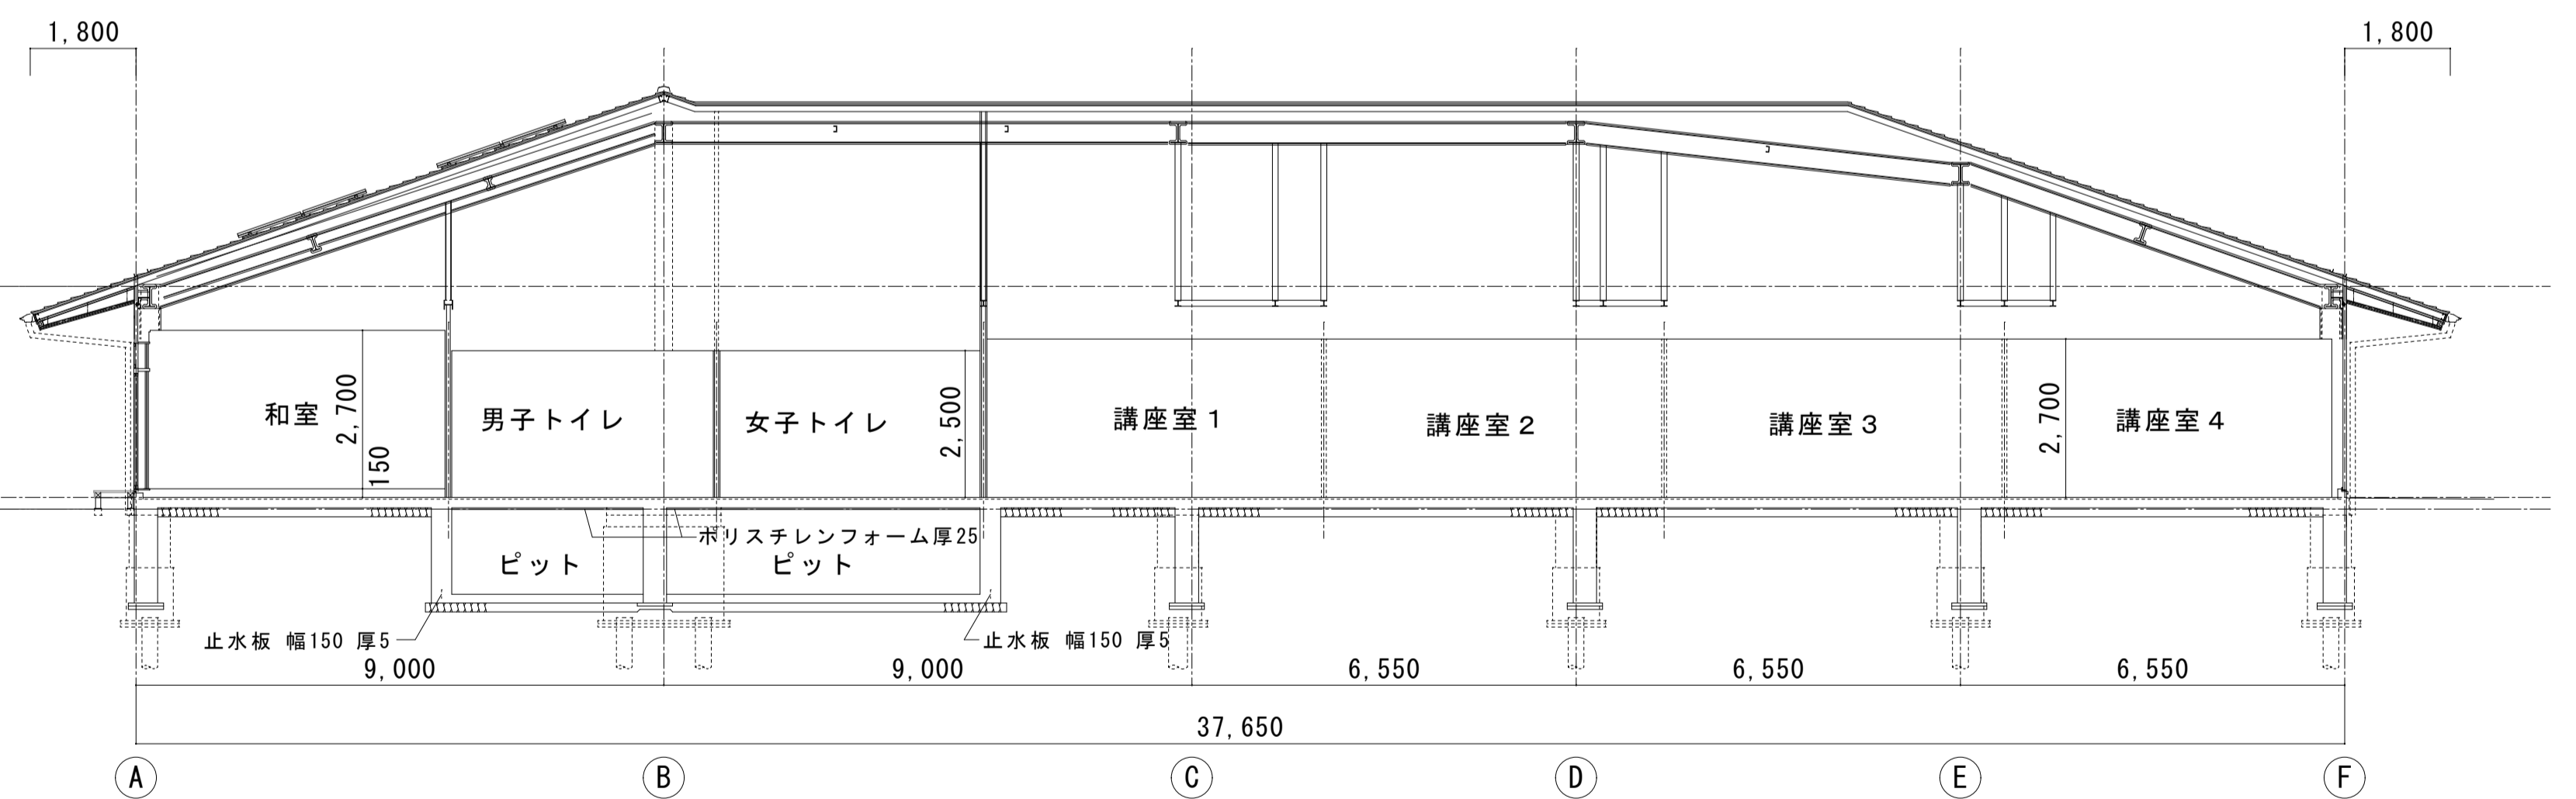 1,800
1,800
和室
2,700
150
男子トイレ
女子トイレ
2,500
講座室1
講座室2
講座室3
2,700
講座室4
ポリスチレンフォーム厚25
ピット
ピット
止水板 幅150 厚5
止水板 幅150 厚5
9,000
9,000
6,550
6,550
6,550
37,650
A
B
C
D
E
F